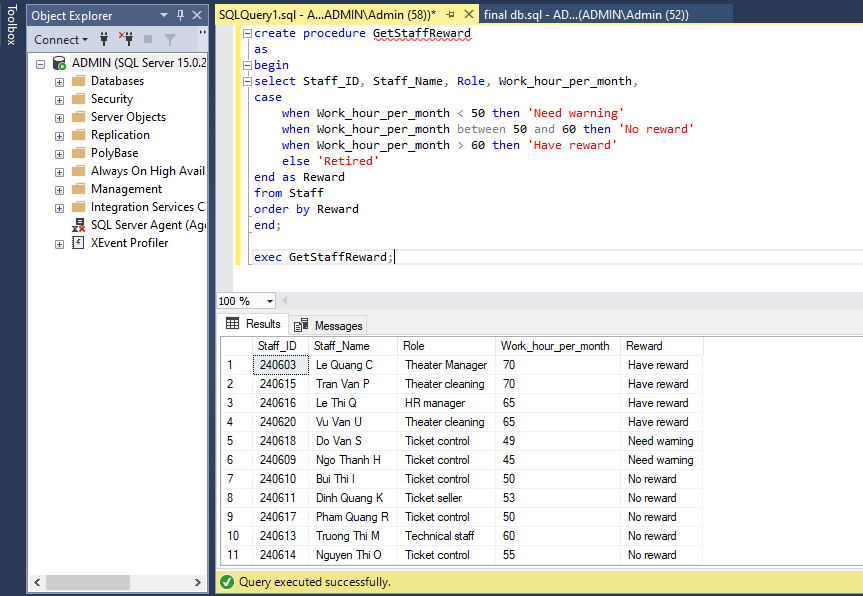 Toolbox
Object Explorer
Connect
ADMIN (SQL Server 15.0.2
Databases
Security
Server Objects
Replication
PolyBase
Always On High Avail
Management
Integration Services C
SQL Server Agent (Age
XEvent Profiler
SQLQuery1.sql - A...ADMIN\Admin (58))* final db.sql - AD...(ADMIN\Admin (52))
create procedure GetStaffReward
as
begin
select Staff_ID, Staff_Name, Role, Work_hour_per_month,
case
when Work_hour_per_month < 50 then 'Need warning'
when Work_hour_per_month between 50 and 60 then 'No reward'
when Work_hour_per_month > 60 then 'Have reward'
else 'Retired'
end as Reward
from Staff
order by Reward
end;
exec GetStaffReward;
100 %
Results Messages
Staff_ID Staff_Name Role Work_hour_per_month Reward
1 240603 Le Quang C Theater Manager 70 Have reward
2 240615 Tran Van P Theater cleaning 70 Have reward
3 240616 Le Thi Q HR manager 65 Have reward
4 240620 Vu Van U Theater cleaning 65 Have reward
5 240618 Do Van S Ticket control 49 Need warning
6 240609 Ngo Thanh H Ticket control 45 Need warning
7 240610 Bui Thi I Ticket control 50 No reward
8 240611 Dinh Quang K Ticket seller 53 No reward
9 240617 Pham Quang R Ticket control 50 No reward
10 240613 Truong Thi M Technical staff 60 No reward
11 240614 Nguyen Thi O Ticket control 55 No reward
Query executed successfully.